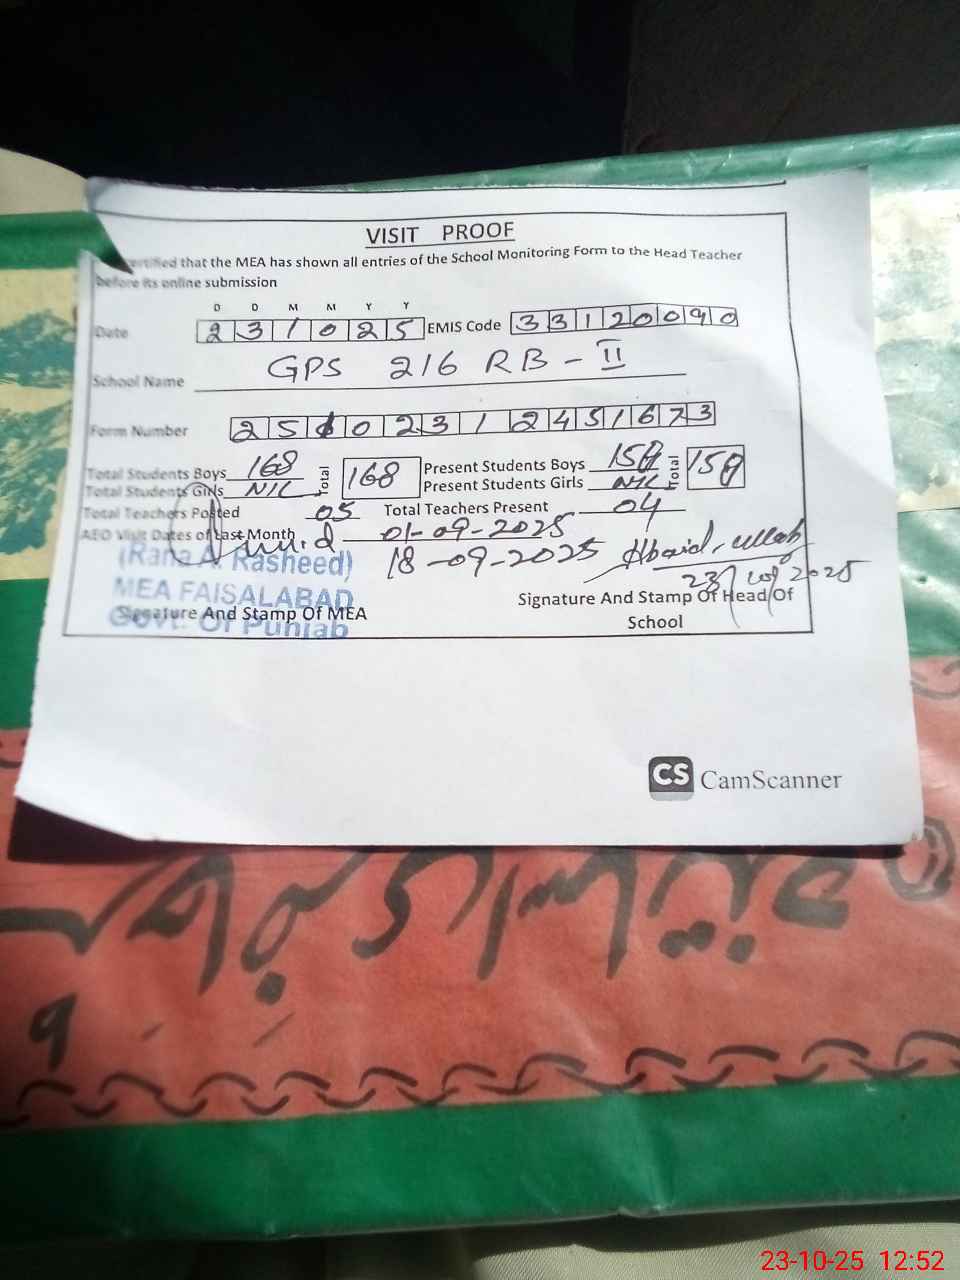 VISIT PROOF
certified that the MEA has shown all entries of the School Monitoring Form to the Head Teacher
before its online submission
D D M M Y Y
Date 2 3 1 0 2 5 EMIS Code 3 3 1 2 0 0 9 0
School Name GPS 216 RB - II
Form Number 2 5 1 0 2 3 1 2 4 5 1 6 7 3
Total Students Boys 168 Total 168 Present Students Boys Total
Total Students Girls NIL Present Students Girls NIL
Total Teachers Posted 05 Total Teachers Present 04
AEO Visit Dates of Last Month 01-09-2025
18-09-2025
(Rana A. Rasheed)
MEA FAISALABAD
Govt. Of Punjab
23/10/2025
Signature And Stamp Of MEA
Signature And Stamp Of Head Of
School
CS CamScanner
23-10-25 12:52